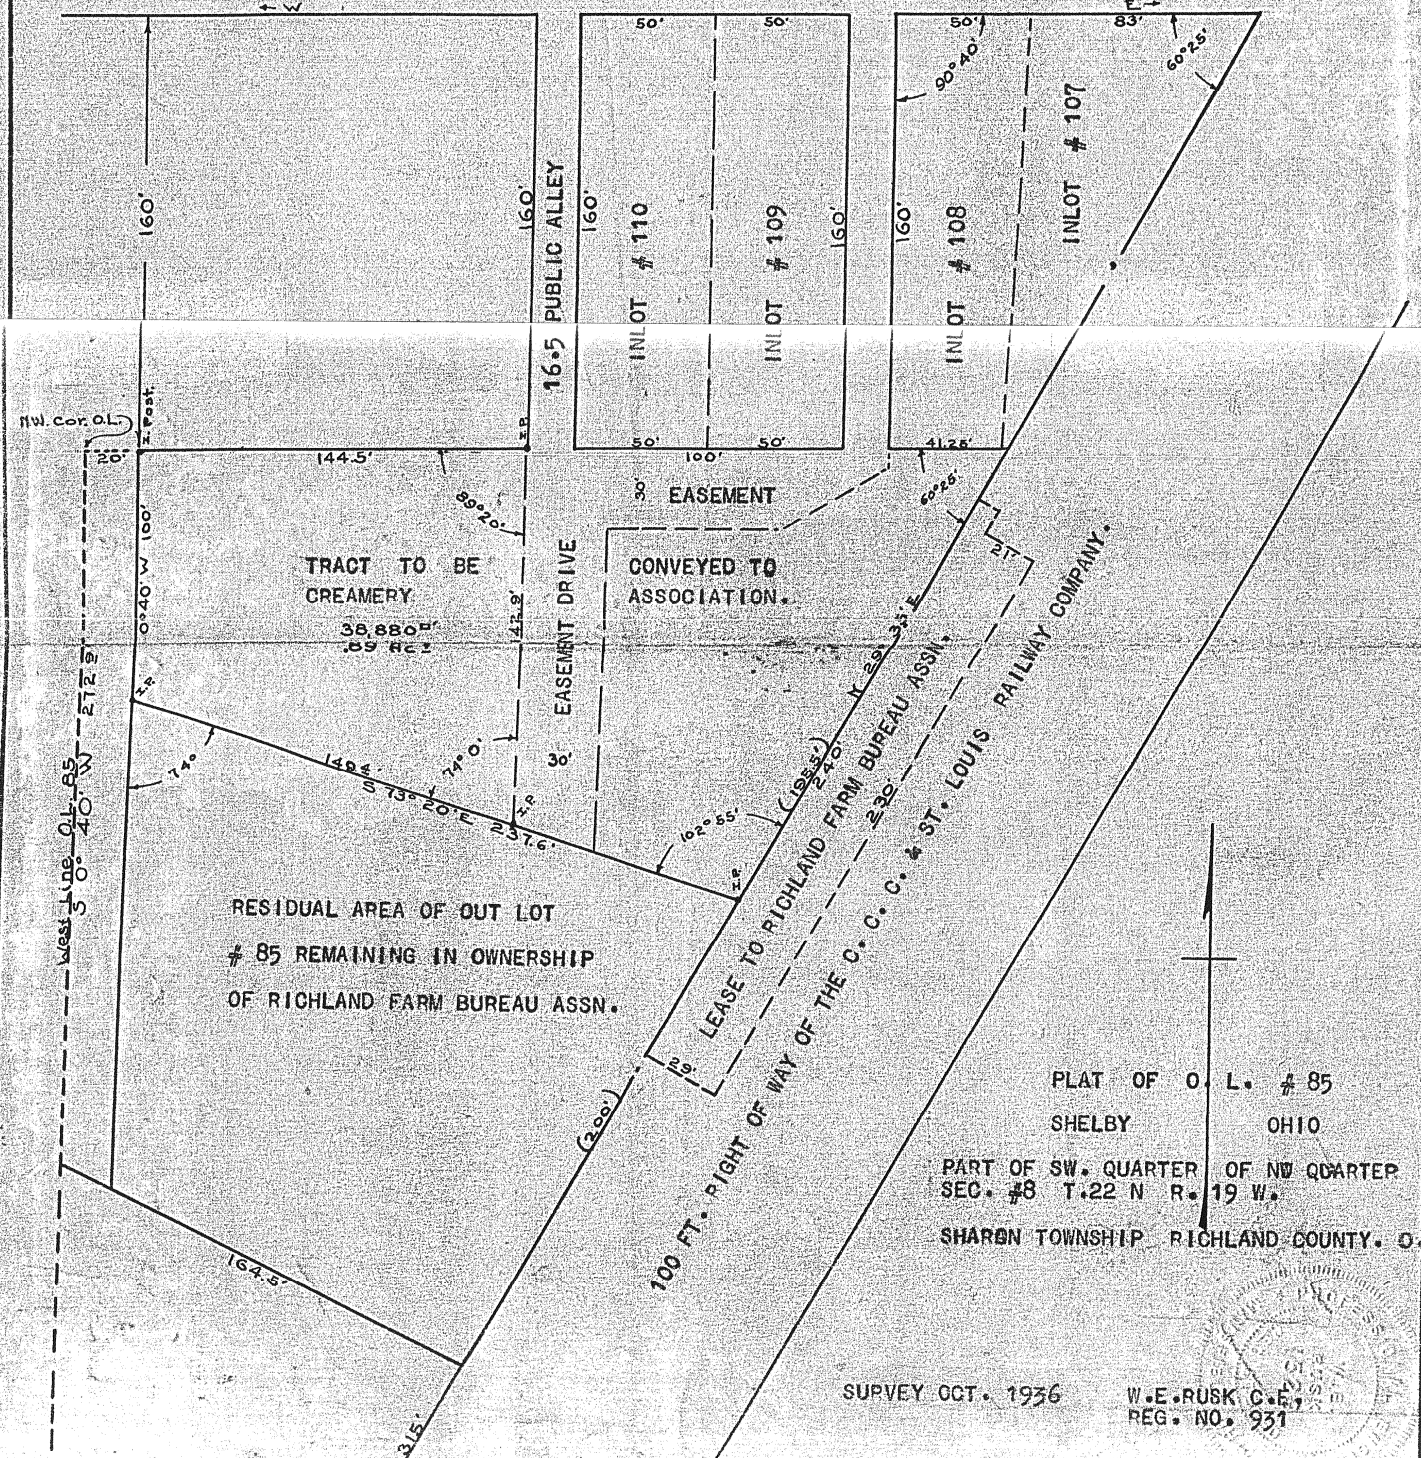 ← W
E →
50'
50'
50'
83'
90° 40'
60° 25'
160'
160'
16.5 PUBLIC ALLEY
160'
INLOT # 110
INLOT # 109
160'
160'
INLOT # 108
INLOT # 107
NW. Cor. O.L.
I. Post.
I.P.
20'
144.5'
50'
50'
100'
41.25'
89° 20'
30'
EASEMENT
60° 25'
21'
0° 40' W 100'
TRACT TO BE
CREAMERY
38,880
.89 Ac ±
142.9'
EASEMENT DRIVE
30'
CONVEYED TO
ASSOCIATION.
N 29° 35' E
(195.5')
240'
LEASE TO RICHLAND FARM BUREAU ASSN.
230'
29'
100 FT. RIGHT OF WAY OF THE C. C. C. & ST. LOUIS RAILWAY COMPANY.
272.9
West Line O.L. 85
S 0° 40' W
I.P.
74°
149.4'
74° 0'
S 73° 20' E 237.6'
I.P.
102° 55'
I.P.
RESIDUAL AREA OF OUT LOT
# 85 REMAINING IN OWNERSHIP
OF RICHLAND FARM BUREAU ASSN.
(200')
164.5'
315'
PLAT OF O. L. # 85
SHELBY OHIO
PART OF SW. QUARTER OF NW QUARTER
SEC. #8 T.22 N R. 19 W.
SHARON TOWNSHIP RICHLAND COUNTY. O.
SURVEY OCT. 1936
W.E.RUSK C.E.
REG. NO. 931